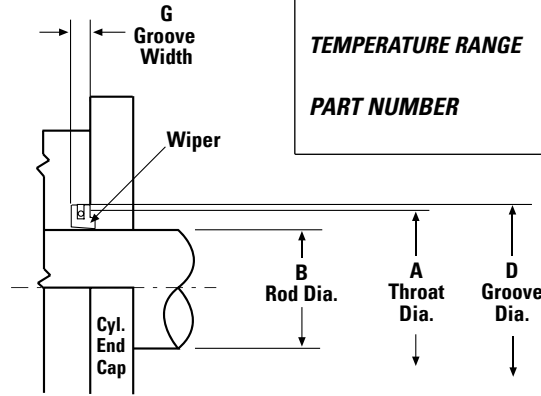 G
Groove
Width
TEMPERATURE RANGE
PART NUMBER
Wiper
B
Rod Dia.
A
Throat
Dia.
D
Groove
Dia.
Cyl.
End
Cap